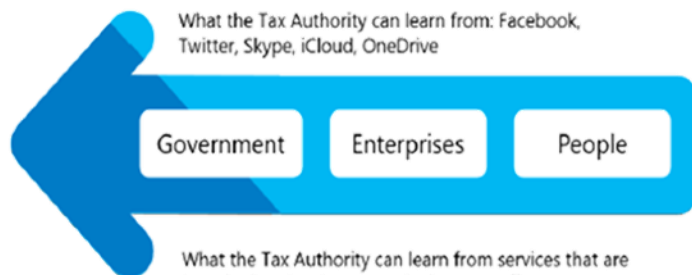 What the Tax Authority can learn from: Facebook,
Twitter, Skype, iCloud, OneDrive
Government Enterprises People
What the Tax Authority can learn from services that are